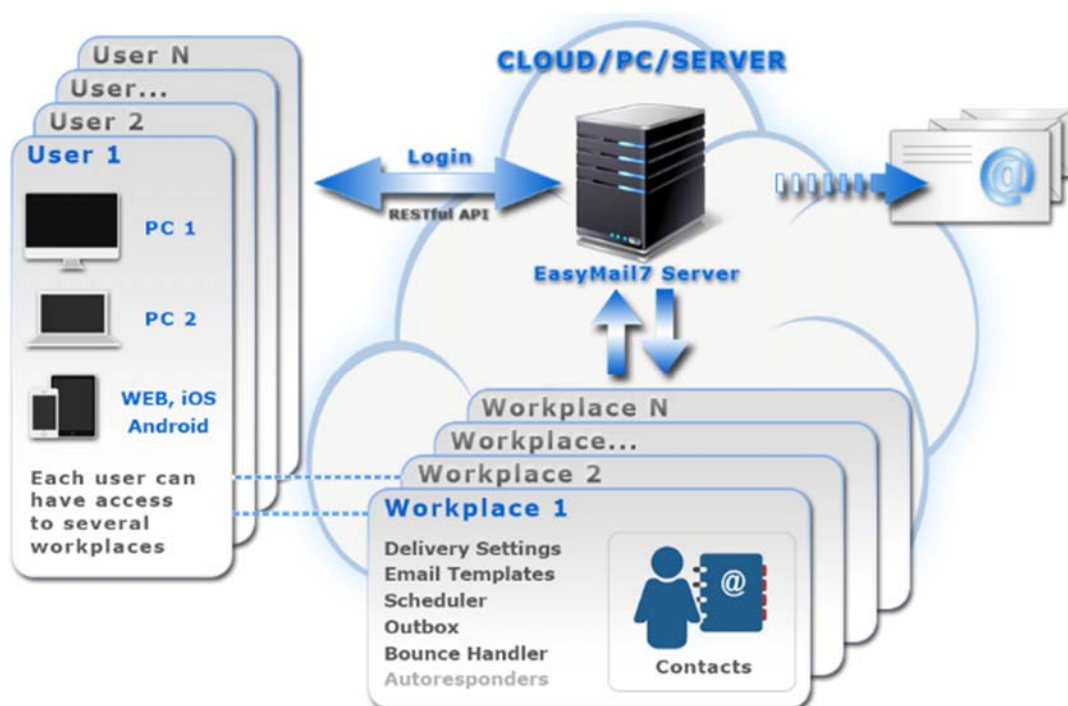 User N
User...
User 2
User 1
PC 1
PC 2
WEB, iOS
Android
Each user can
have access
to several
workplaces
CLOUD/PC/SERVER
Login
RESTful API
EasyMail7 Server
@
Workplace N
Workplace...
Workplace 2
Workplace 1
Delivery Settings
Email Templates
Scheduler
Outbox
Bounce Handler
Autoresponders
@
Contacts